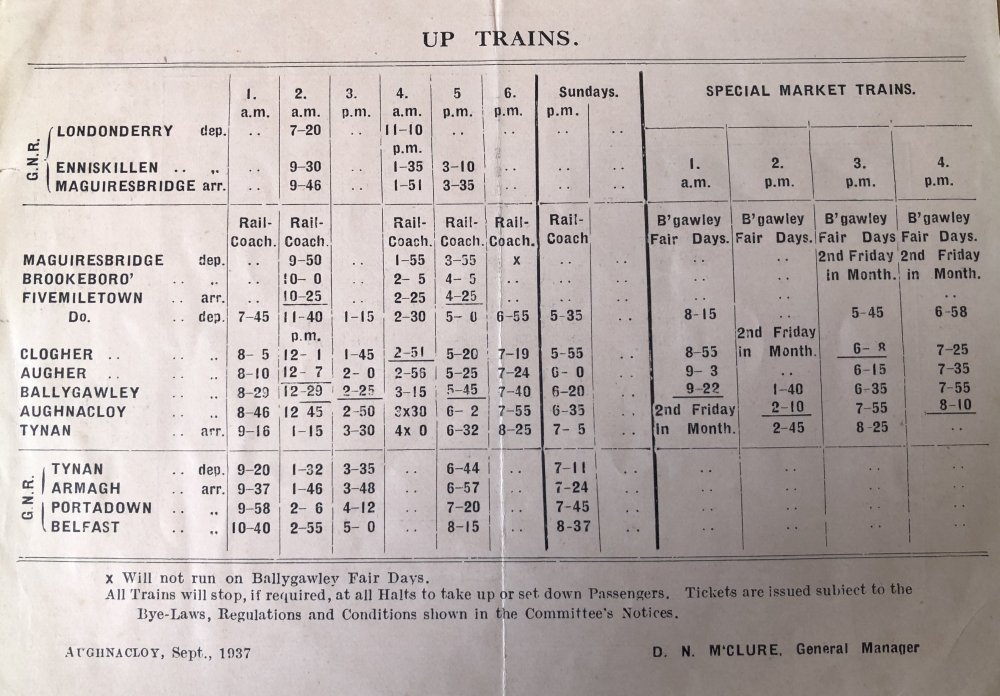 UP TRAINS.
1. 2. 3. 4. 5 6. Sundays. SPECIAL MARKET TRAINS.
a.m. a.m. p.m. a.m. p.m. p.m. p.m.
G.N.R. LONDONDERRY dep. .. 7-20 .. 11-10 .. .. .. ..
p.m.
ENNISKILLEN .. ,, .. 9-30 .. 1-35 3-10 .. .. .. 1. 2. 3. 4.
MAGUIRESBRIDGE arr. .. 9-46 .. 1-51 3-35 .. .. .. a.m. p.m. p.m. p.m.
Rail- Rail- Rail- Rail- Rail- Rail- B'gawley B'gawley B'gawley B'gawley
Coach. Coach. Coach. Coach. Coach. Coach Fair Days. Fair Days. Fair Days Fair Days.
MAGUIRESBRIDGE dep. .. 9-50 1-55 3-55 x .. .. .. .. 2nd Friday 2nd Friday
BROOKEBORO' .. ,, .. 10- 0 2- 5 4- 5 .. .. .. .. .. in Month. in Month.
FIVEMILETOWN .. arr. .. 10-25 2-25 4-25 .. .. .. .. .. ..
Do. .. dep. 7-45 11-40 1-15 2-30 5- 0 6-55 5-35 .. 8-15 5-45 6-58
p.m. 2nd Friday
CLOGHER .. .. ,, 8- 5 12- 1 1-45 2-51 5-20 7-19 5-55 .. 8-55 in Month. 6- 8 7-25
AUGHER .. .. ,, 8-10 12- 7 2- 0 2-56 5-25 7-24 6- 0 .. 9- 3 .. 6-15 7-35
BALLYGAWLEY .. ,, 8-29 12-29 2-25 3-15 5-45 7-40 6-20 .. 9-22 1-40 6-35 7-55
AUGHNACLOY .. ,, 8-46 12 45 2-50 3x30 6- 2 7-55 6-35 .. 2nd Friday 2-10 7-55 8-10
TYNAN .. arr. 9-16 1-15 3-30 4x 0 6-32 8-25 7- 5 .. in Month. 2-45 8-25 ..
G.N.R. TYNAN .. dep. 9-20 1-32 3-35 6-44 7-11 .. .. .. .. ..
ARMAGH .. arr. 9-37 1-46 3-48 .. 6-57 .. 7-24 .. .. .. .. ..
PORTADOWN .. ,, 9-58 2- 6 4-12 .. 7-20 .. 7-45 .. .. .. .. ..
BELFAST .. ,, 10-40 2-55 5- 0 .. 8-15 .. 8-37 .. .. .. .. ..
x Will not run on Ballygawley Fair Days.
All Trains will stop, if required, at all Halts to take up or set down Passengers. Tickets are issued subject to the
Bye-Laws, Regulations and Conditions shown in the Committee's Notices.
AUGHNACLOY, Sept., 1937 D. N. M'CLURE, General Manager